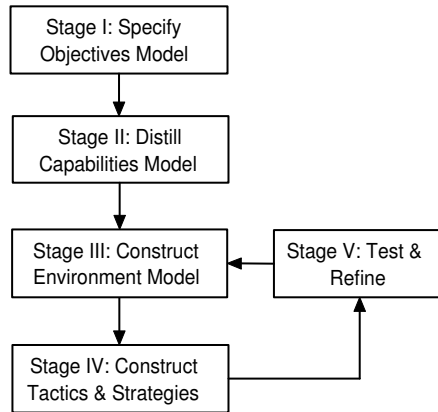 Stage I: Specify
Objectives Model
Stage II: Distill
Capabilities Model
Stage III: Construct
Environment Model
Stage V: Test &
Refine
Stage IV: Construct
Tactics & Strategies